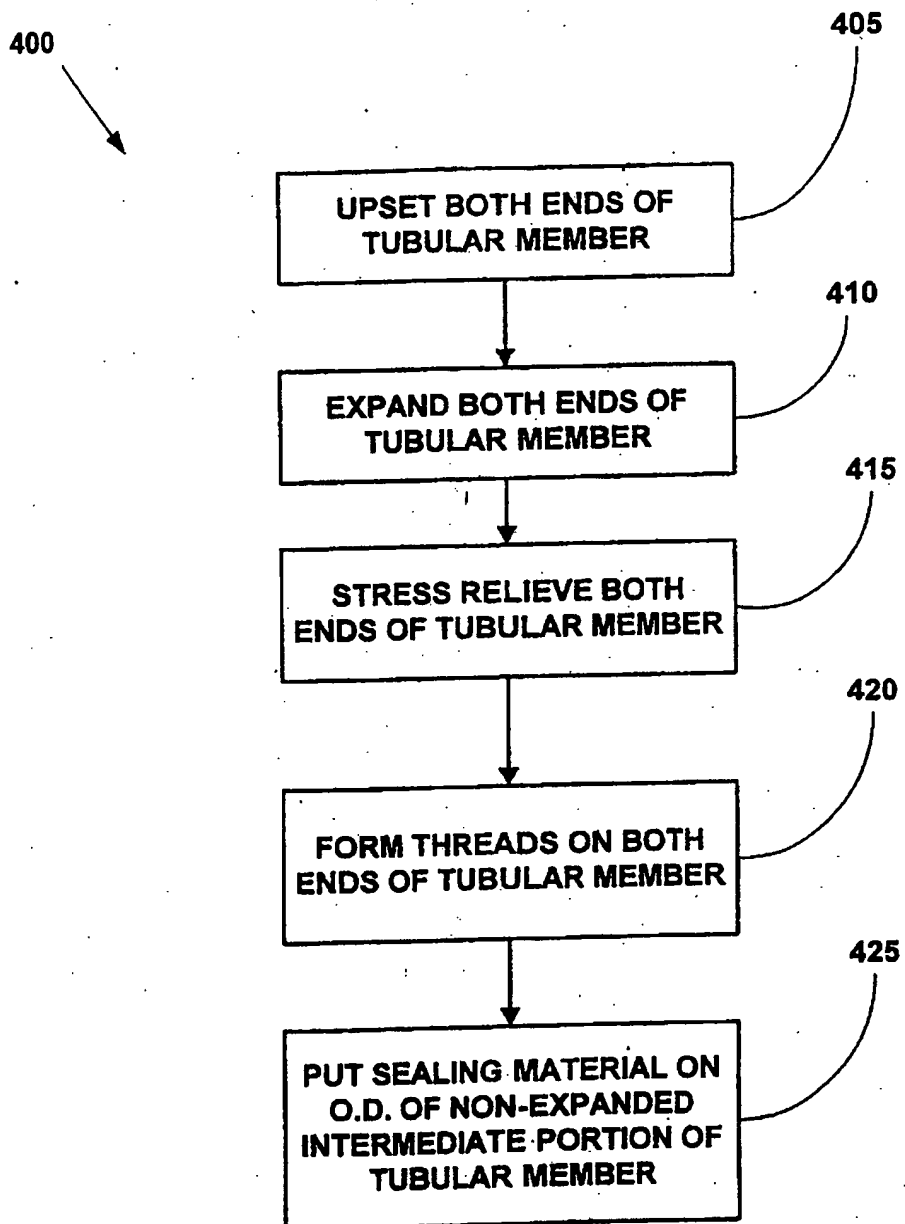 400
405
UPSET BOTH ENDS OF
TUBULAR MEMBER
410
EXPAND BOTH ENDS OF
TUBULAR MEMBER
415
STRESS RELIEVE BOTH
ENDS OF TUBULAR MEMBER
420
FORM THREADS ON BOTH
ENDS OF TUBULAR MEMBER
425
PUT SEALING MATERIAL ON
O.D. OF NON-EXPANDED
INTERMEDIATE PORTION OF
TUBULAR MEMBER